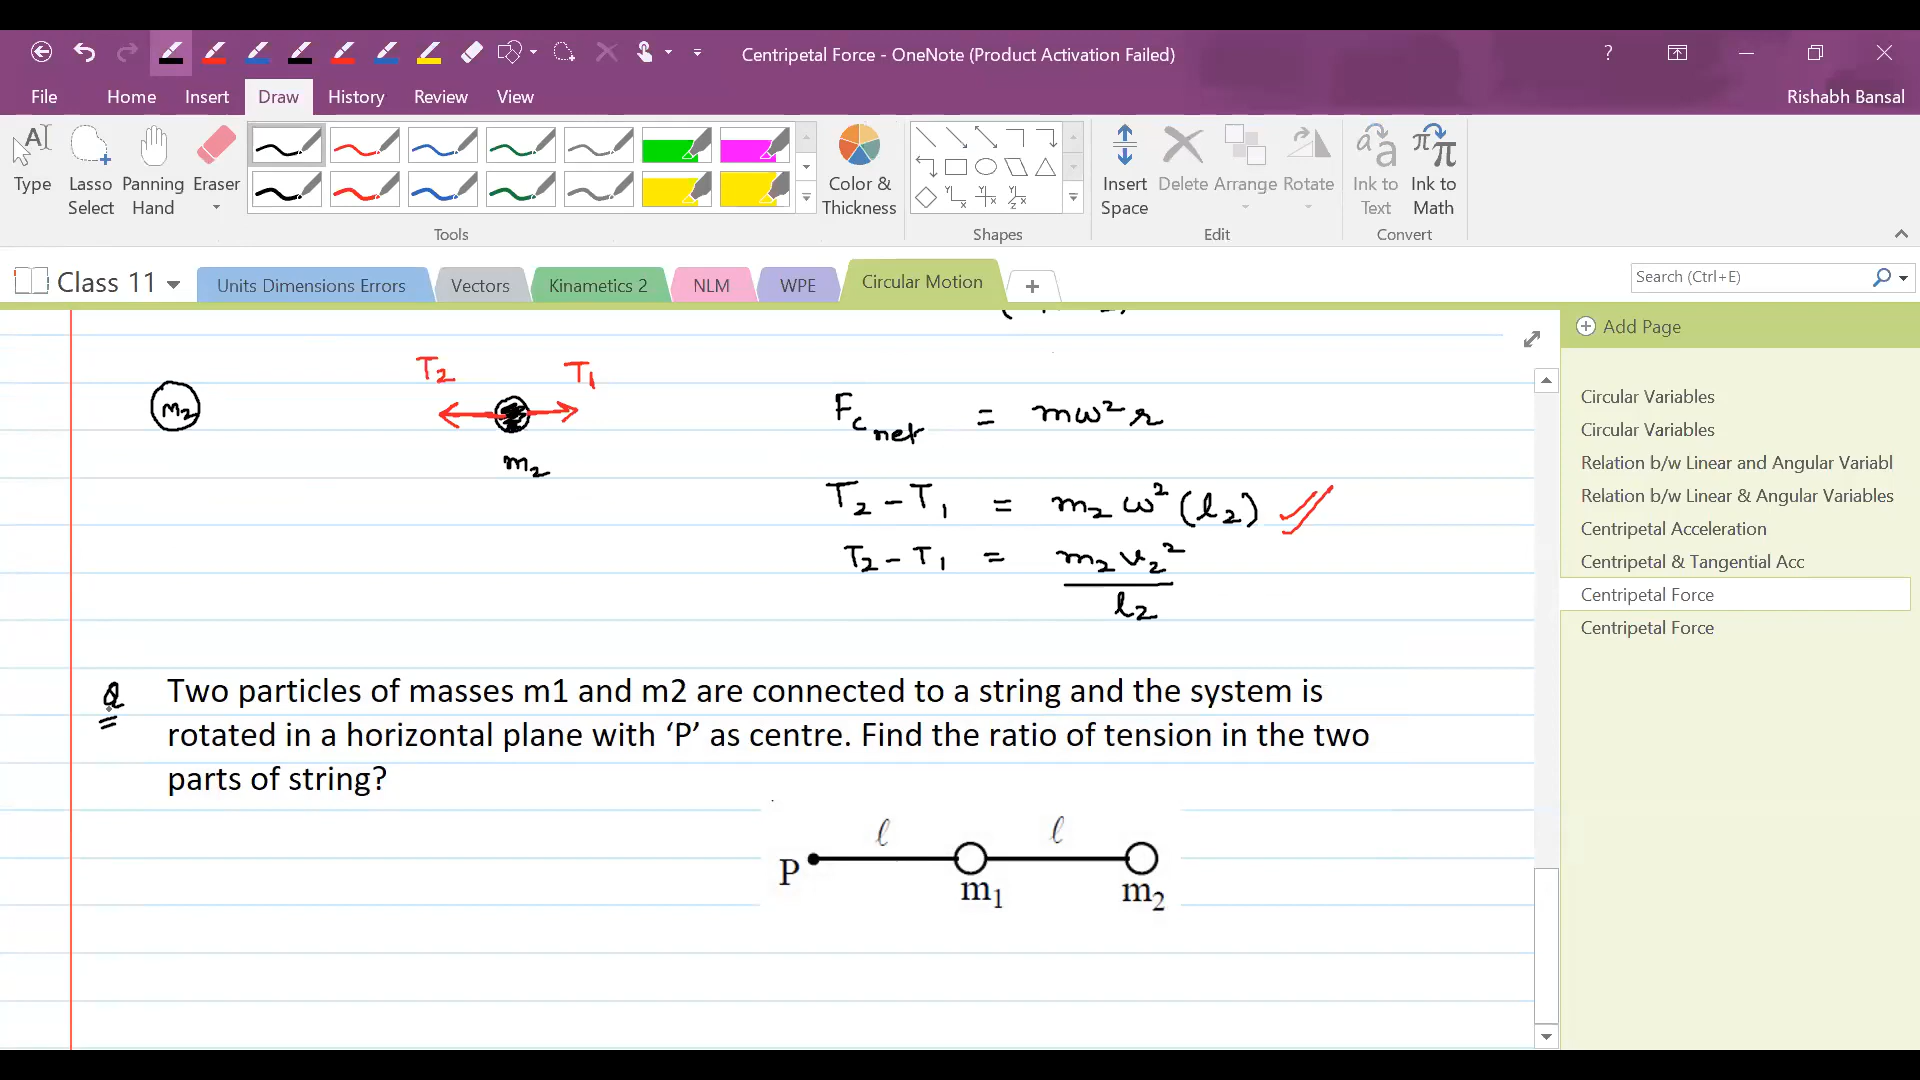 Centripetal Force - OneNote (Product Activation Failed)
?
File Home Insert Draw History Review View
Rishabh Bansal
Type
Lasso Select
Panning Hand
Eraser
Color & Thickness
Insert Space
Delete
Arrange
Rotate
Ink to Text
Ink to Math
Tools Shapes Edit Convert
Class 11
Units Dimensions Errors
Vectors
Kinametics 2
NLM
WPE
Circular Motion
Search (Ctrl+E)
Add Page
Circular Variables
Circular Variables
Relation b/w Linear and Angular Variabl
Relation b/w Linear & Angular Variables
Centripetal Acceleration
Centripetal & Tangential Acc
Centripetal Force
Centripetal Force
T₂ T₁
m₂
m₂
F꜀ net = mω²r
T₂ - T₁ = m₂ω²(l₂)
T₂ - T₁ = m₂v₂²
l₂
Q Two particles of masses m1 and m2 are connected to a string and the system is
rotated in a horizontal plane with ‘P’ as centre. Find the ratio of tension in the two
parts of string?
ℓ ℓ
P m₁ m₂